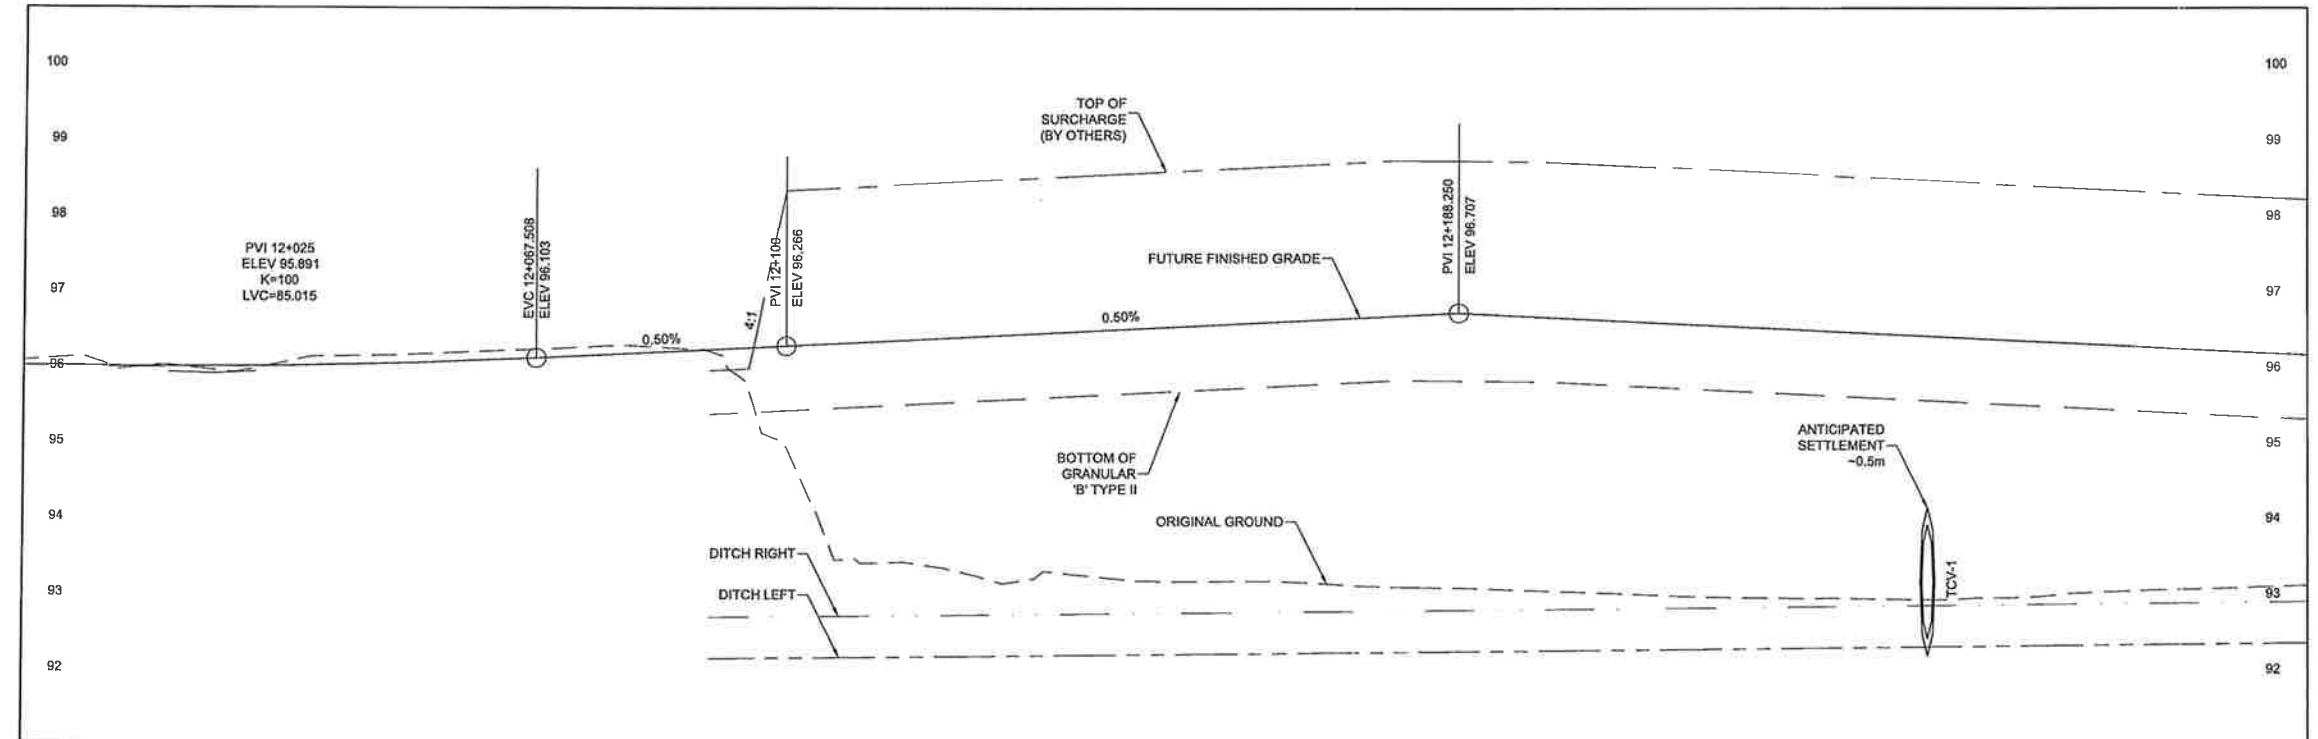 100
99
98
97
96
95
94
93
92
PVI 12+025
ELEV 95.891
K=100
LVC=85.015
EVC 12+067.508
ELEV 96.103
0.50%
4:1
PVI 12+100
ELEV 96.266
TOP OF
SURCHARGE
(BY OTHERS)
FUTURE FINISHED GRADE
0.50%
PVI 12+188.250
ELEV 96.707
BOTTOM OF
GRANULAR
'B' TYPE II
ORIGINAL GROUND
DITCH RIGHT
DITCH LEFT
ANTICIPATED
SETTLEMENT
~0.5m
TCV-1
100
99
98
97
96
95
94
93
92